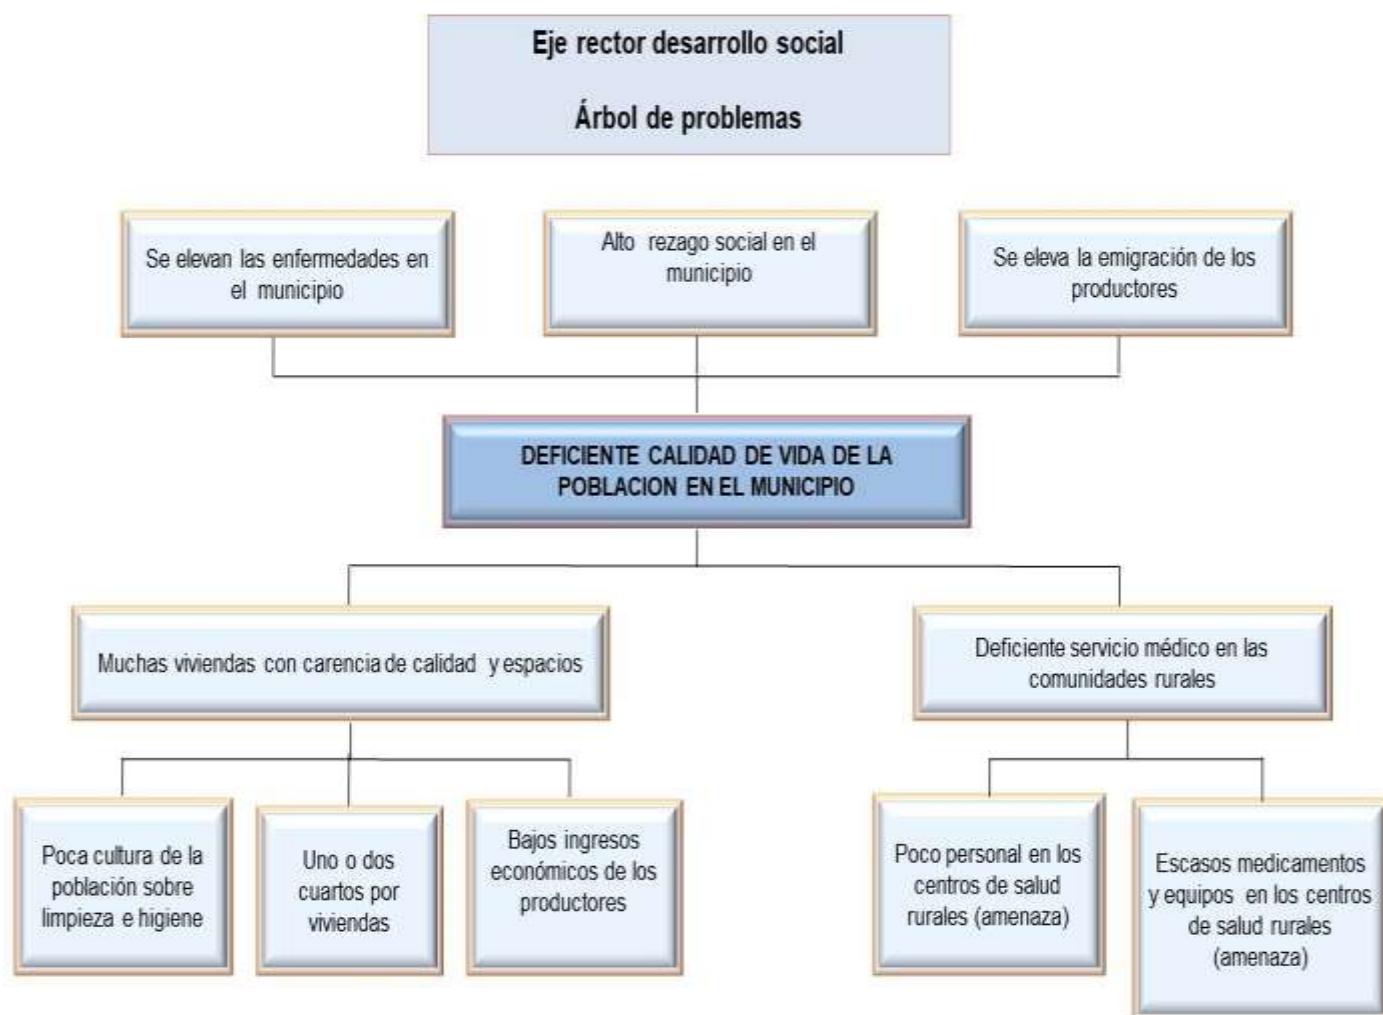 Eje rector desarrollo social
Árbol de problemas
Se elevan las enfermedades en
el municipio
Alto rezago social en el
municipio
Se eleva la emigración de los
productores
DEFICIENTE CALIDAD DE VIDA DE LA
POBLACION EN EL MUNICIPIO
Muchas viviendas con carencia de calidad y espacios
Deficiente servicio médico en las
comunidades rurales
Poca cultura de la
población sobre
limpieza e higiene
Uno o dos
cuartos por
viviendas
Bajos ingresos
económicos de los
productores
Poco personal en los
centros de salud
rurales (amenaza)
Escasos medicamentos
y equipos en los centros
de salud rurales
(amenaza)